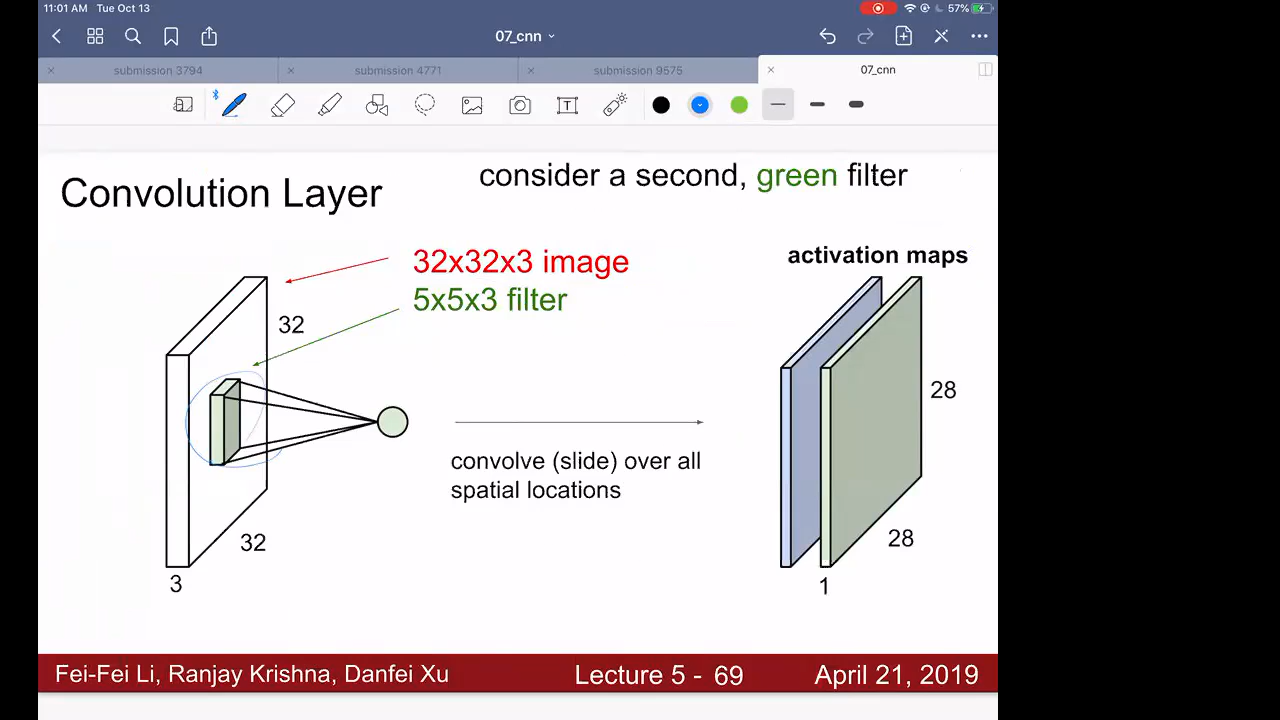 11:01 AM Tue Oct 13
57%
07_cnn
submission 3794
submission 4771
submission 9575
07_cnn
T
Convolution Layer
consider a second, green filter
32x32x3 image
5x5x3 filter
activation maps
32
28
convolve (slide) over all
spatial locations
32
28
3
1
Fei-Fei Li, Ranjay Krishna, Danfei Xu
Lecture 5 - 69
April 21, 2019